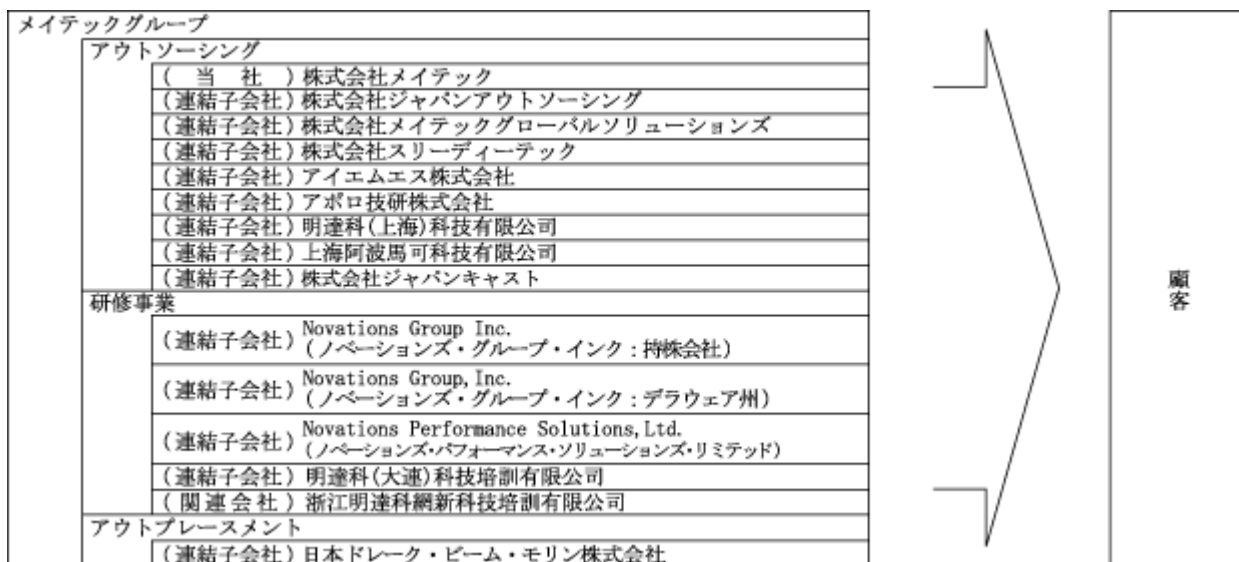 メイテックグループ
アウトソーシング
( 当 社 ) 株式会社メイテック
(連結子会社) 株式会社ジャパンアウトソーシング
(連結子会社) 株式会社メイテックグローバルソリューションズ
(連結子会社) 株式会社スリーディーテック
(連結子会社) アイエムエス株式会社
(連結子会社) アポロ技研株式会社
(連結子会社) 明達科(上海)科技有限公司
(連結子会社) 上海阿波馬可科技有限公司
(連結子会社) 株式会社ジャパンキャスト
研修事業
(連結子会社) Novations Group Inc.
(ノベーションズ・グループ・インク:持株会社)
(連結子会社) Novations Group,Inc.
(ノベーションズ・グループ・インク:デラウェア州)
(連結子会社) Novations Performance Solutions,Ltd.
(ノベーションズ・パフォーマンス・ソリューションズ・リミテッド)
(連結子会社) 明達科(大連)科技培訓有限公司
(関連会社) 浙江明達科網新科技培訓有限公司
アウトプレースメント
(連結子会社) 日本ドレーク・ビーム・モリン株式会社
顧客